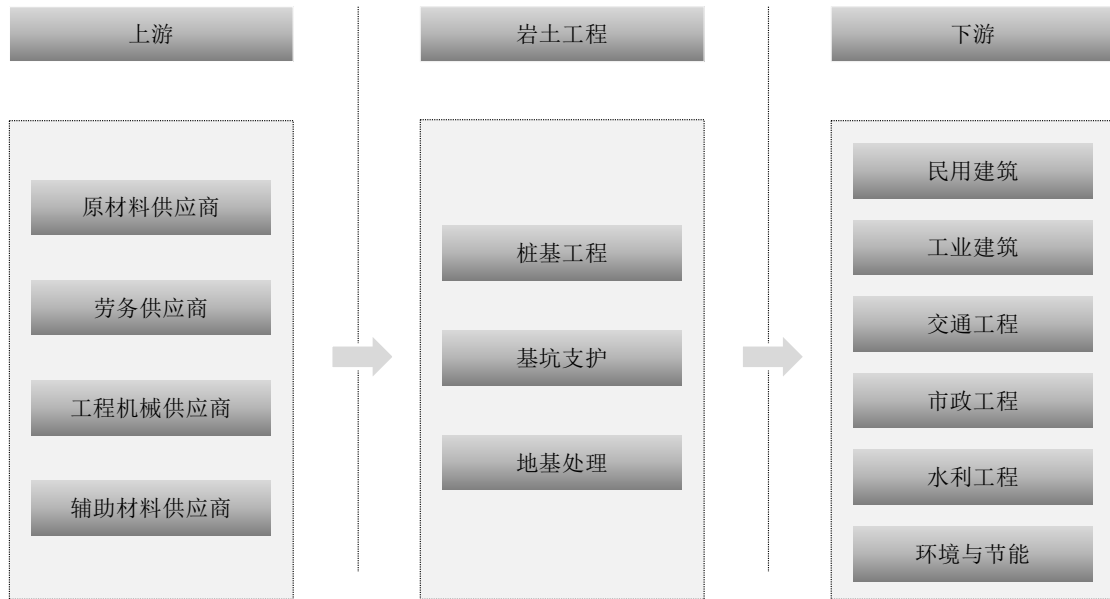 上游
岩土工程
下游
原材料供应商
劳务供应商
工程机械供应商
辅助材料供应商
桩基工程
基坑支护
地基处理
民用建筑
工业建筑
交通工程
市政工程
水利工程
环境与节能